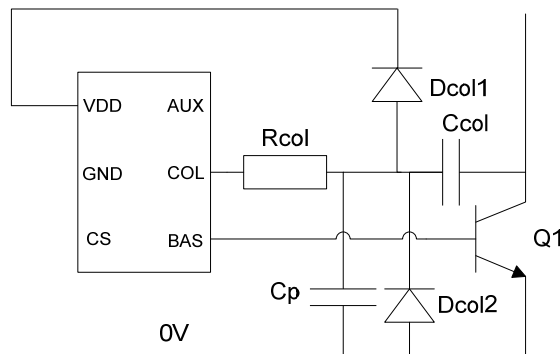 Dcol1
VDD
AUX
Rcol
Ccol
GND
COL
CS
BAS
Q1
Cp
Dcol2
0V